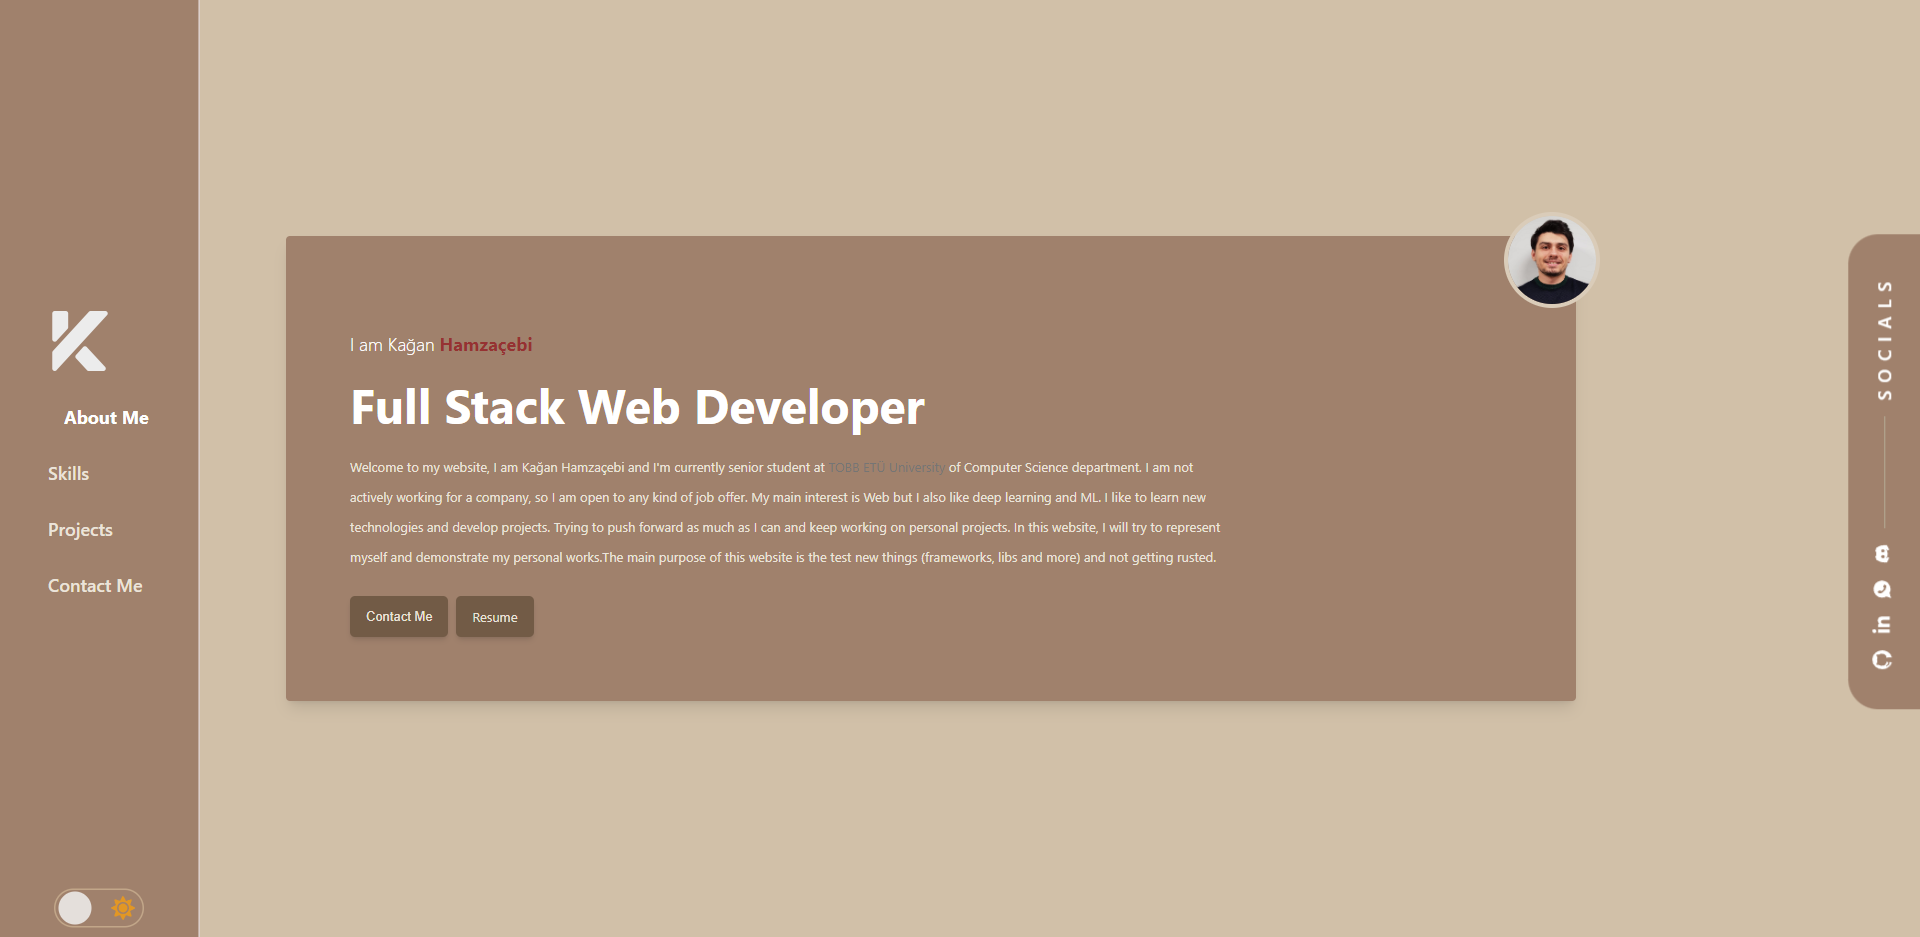 K
About Me
Skills
Projects
Contact Me
I am Kağan Hamzaçebi
Full Stack Web Developer
Welcome to my website, I am Kağan Hamzaçebi and I'm currently senior student at TOBB ETÜ University of Computer Science department. I am not
actively working for a company, so I am open to any kind of job offer. My main interest is Web but I also like deep learning and ML. I like to learn new
technologies and develop projects. Trying to push forward as much as I can and keep working on personal projects. In this website, I will try to represent
myself and demonstrate my personal works.The main purpose of this website is the test new things (frameworks, libs and more) and not getting rusted.
Contact Me
Resume
SOCIALS
in